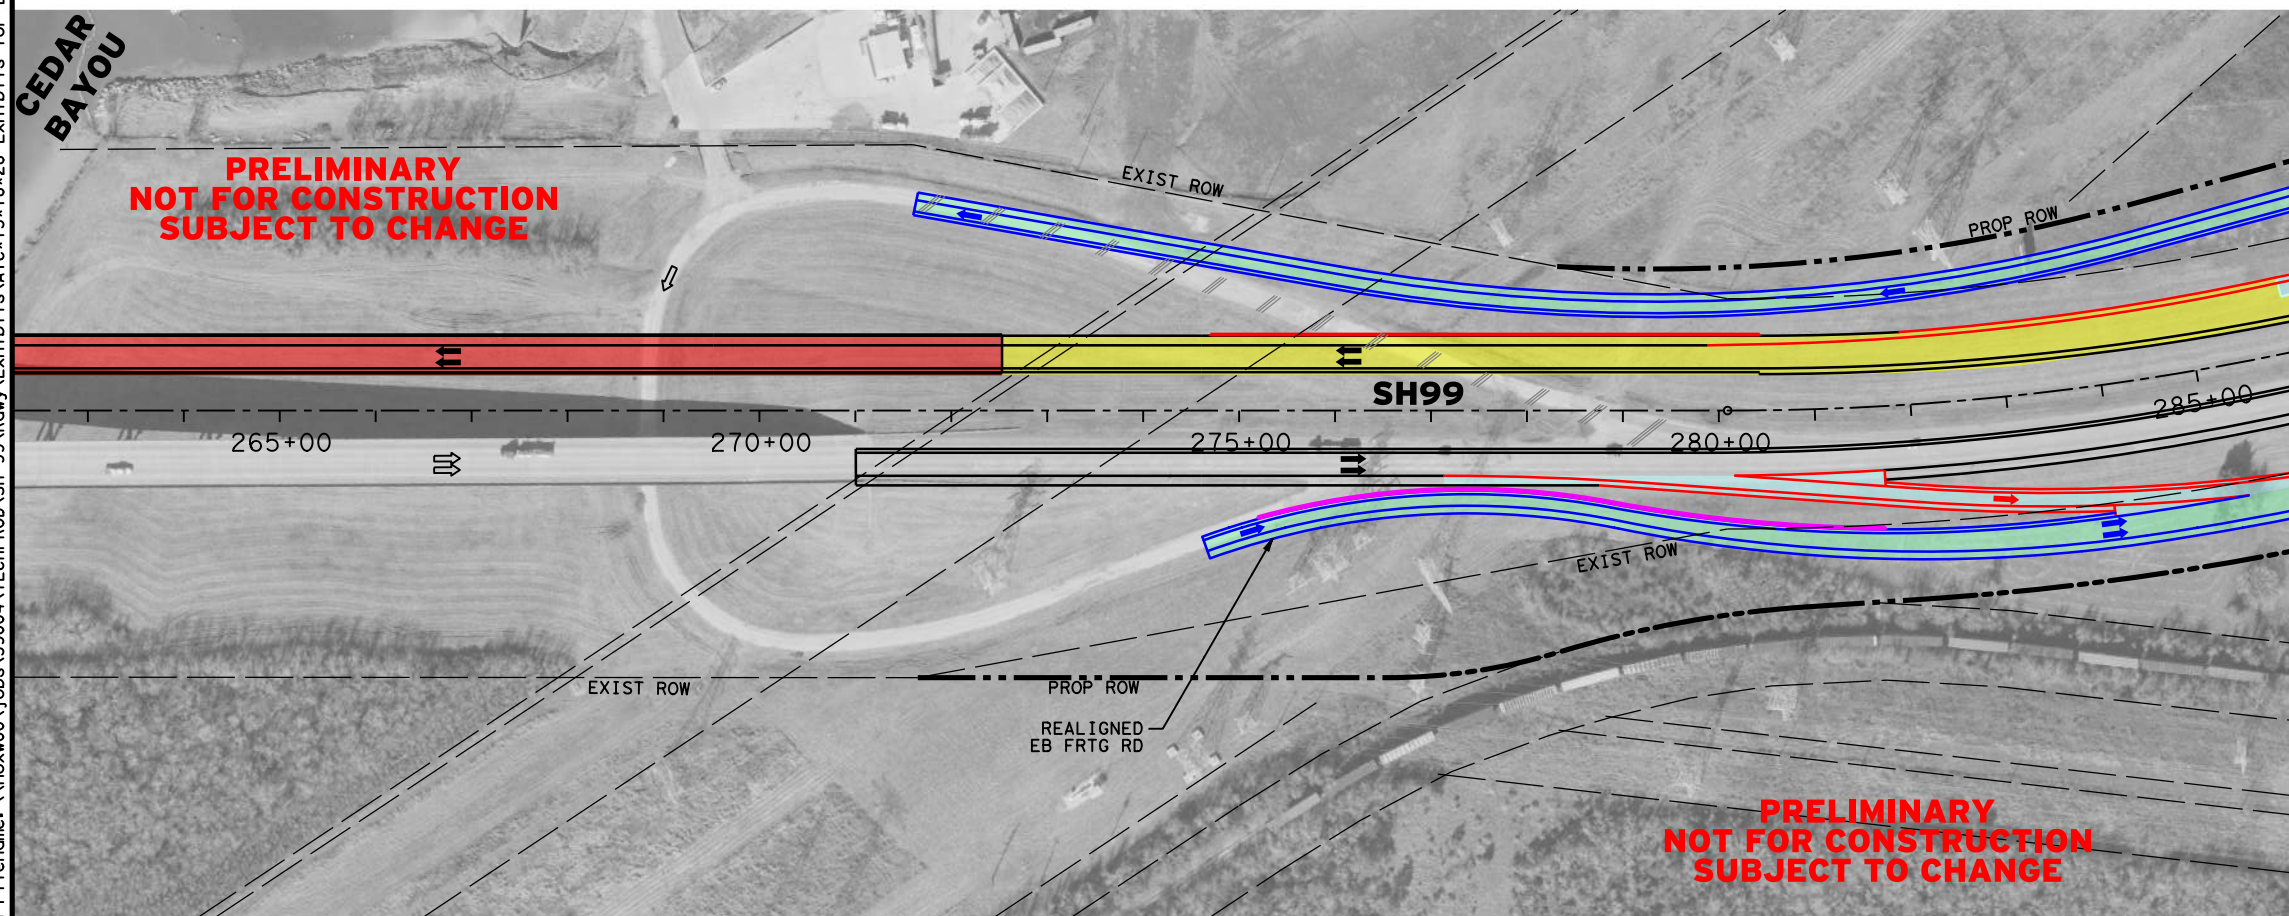 CEDAR
BAYOU
PRELIMINARY
NOT FOR CONSTRUCTION
SUBJECT TO CHANGE
EXIST ROW
PROP ROW
SH99
265+00
270+00
275+00
280+00
285+00
EXIST ROW
EXIST ROW
PROP ROW
REALIGNED
EB FRTG RD
PRELIMINARY
NOT FOR CONSTRUCTION
SUBJECT TO CHANGE